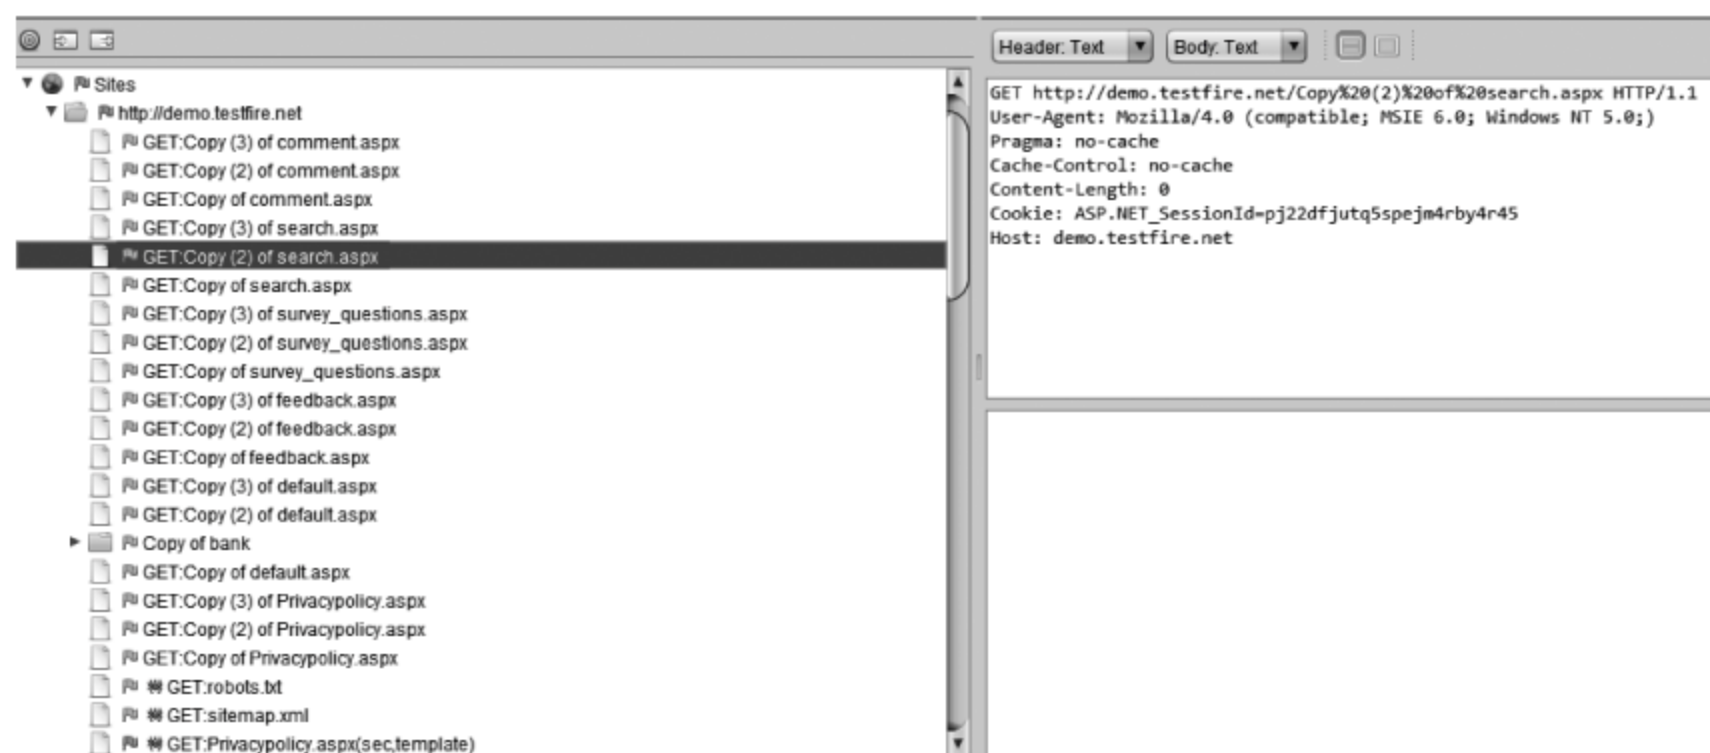 Sites
http://demo.testfire.net
GET:Copy (3) of comment.aspx
GET:Copy (2) of comment.aspx
GET:Copy of comment.aspx
GET:Copy (3) of search.aspx
GET:Copy (2) of search.aspx
GET:Copy of search.aspx
GET:Copy (3) of survey_questions.aspx
GET:Copy (2) of survey_questions.aspx
GET:Copy of survey_questions.aspx
GET:Copy (3) of feedback.aspx
GET:Copy (2) of feedback.aspx
GET:Copy of feedback.aspx
GET:Copy (3) of default.aspx
GET:Copy (2) of default.aspx
Copy of bank
GET:Copy of default.aspx
GET:Copy (3) of Privacypolicy.aspx
GET:Copy (2) of Privacypolicy.aspx
GET:Copy of Privacypolicy.aspx
GET:robots.txt
GET:sitemap.xml
GET:Privacypolicy.aspx(sec,template)
Header: Text Body: Text
GET http://demo.testfire.net/Copy%20(2)%20of%20search.aspx HTTP/1.1
User-Agent: Mozilla/4.0 (compatible; MSIE 6.0; Windows NT 5.0;)
Pragma: no-cache
Cache-Control: no-cache
Content-Length: 0
Cookie: ASP.NET_SessionId=pj22dfjutq5spejm4rby4r45
Host: demo.testfire.net